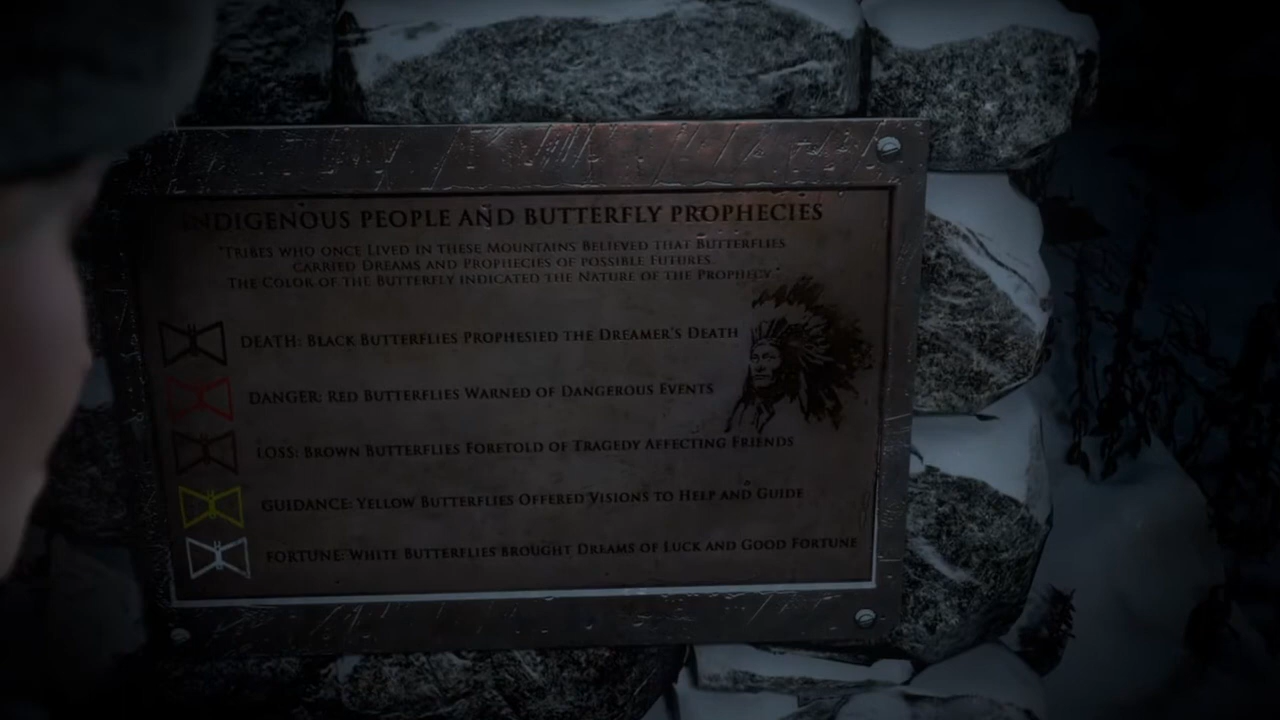 INDIGENOUS PEOPLE AND BUTTERFLY PROPHECIES
"TRIBES WHO ONCE LIVED IN THESE MOUNTAINS BELIEVED THAT BUTTERFLIES
CARRIED DREAMS AND PROPHECIES OF POSSIBLE FUTURES.
THE COLOR OF THE BUTTERFLY INDICATED THE NATURE OF THE PROPHECY."
DEATH: BLACK BUTTERFLIES PROPHESIED THE DREAMER'S DEATH
DANGER: RED BUTTERFLIES WARNED OF DANGEROUS EVENTS
LOSS: BROWN BUTTERFLIES FORETOLD OF TRAGEDY AFFECTING FRIENDS
GUIDANCE: YELLOW BUTTERFLIES OFFERED VISIONS TO HELP AND GUIDE
FORTUNE: WHITE BUTTERFLIES BROUGHT DREAMS OF LUCK AND GOOD FORTUNE